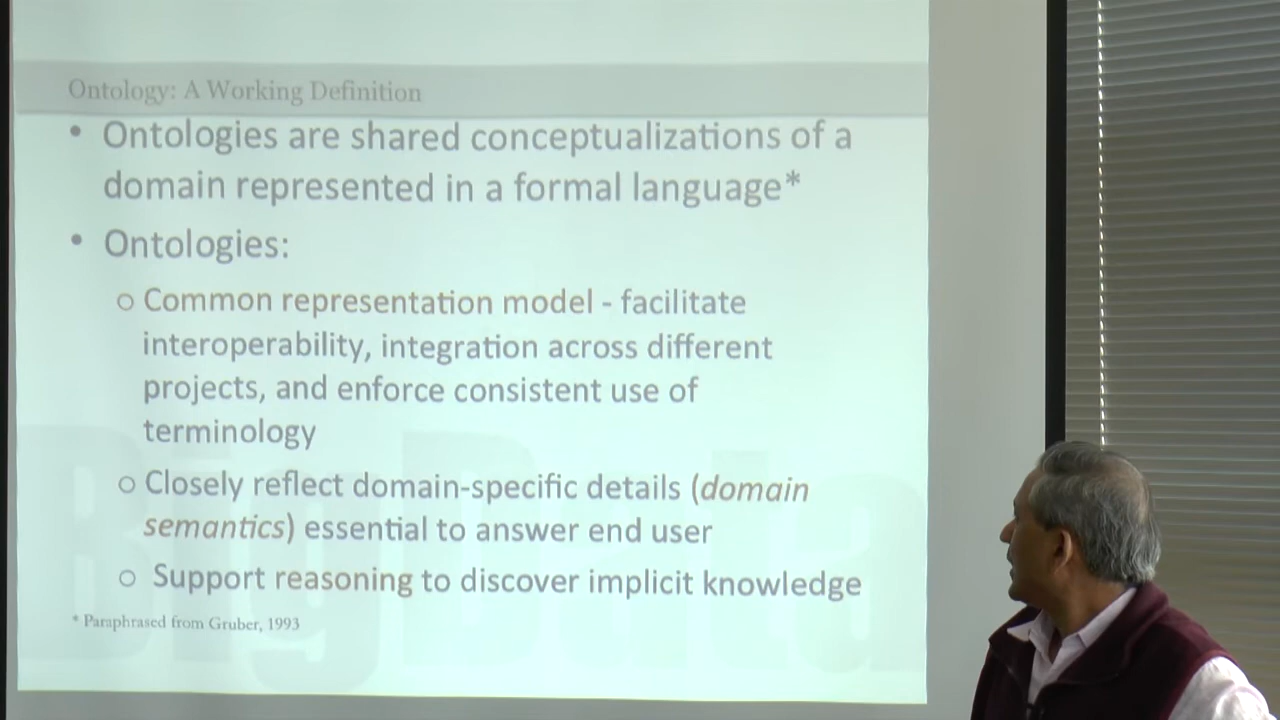 Ontology: A Working Definition
• Ontologies are shared conceptualizations of a
domain represented in a formal language*
• Ontologies:
o Common representation model - facilitate
interoperability, integration across different
projects, and enforce consistent use of
terminology
o Closely reflect domain-specific details (domain
semantics) essential to answer end user
o Support reasoning to discover implicit knowledge
* Paraphrased from Gruber, 1993
BigData